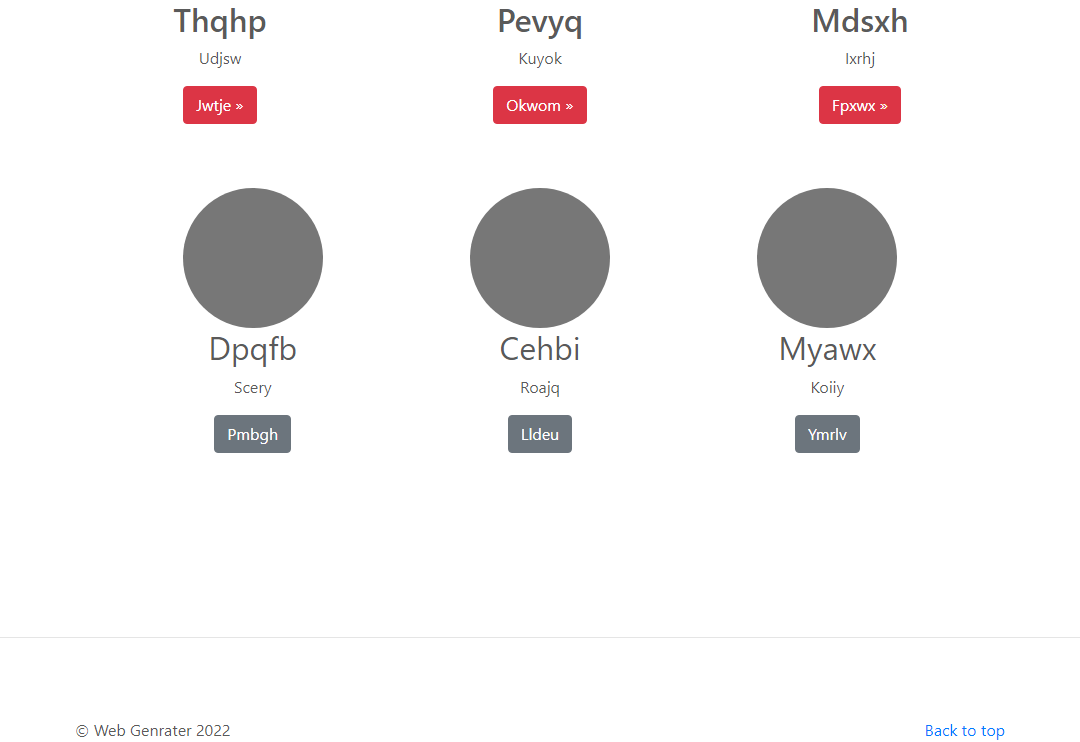 Thqhp
Udjsw
Jwtje »
Pevyq
Kuyok
Okwom »
Mdsxh
Ixrhj
Fpxwx »
Dpqfb
Scery
Pmbgh
Cehbi
Roajq
Lldeu
Myawx
Koiiy
Ymrlv
© Web Genrater 2022
Back to top